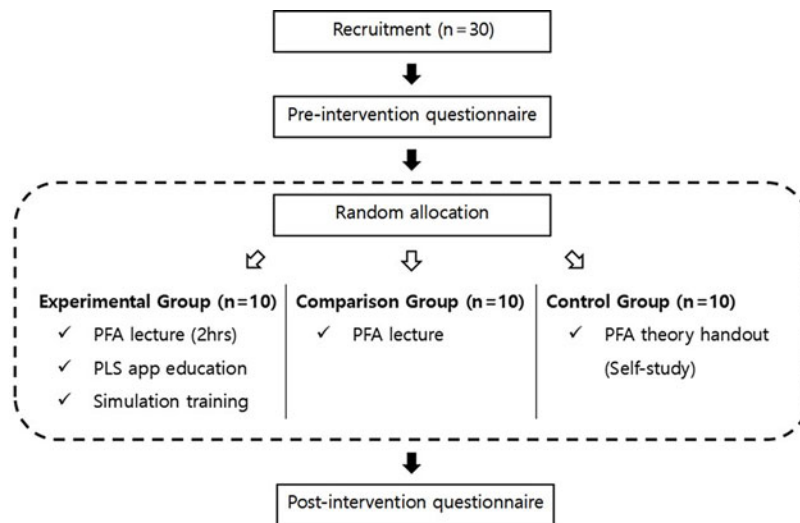 Recruitment (n=30)
Pre-intervention questionnaire
Random allocation
Experimental Group (n=10)
✓ PFA lecture (2hrs)
✓ PLS app education
✓ Simulation training
Comparison Group (n=10)
✓ PFA lecture
Control Group (n=10)
✓ PFA theory handout
(Self-study)
Post-intervention questionnaire